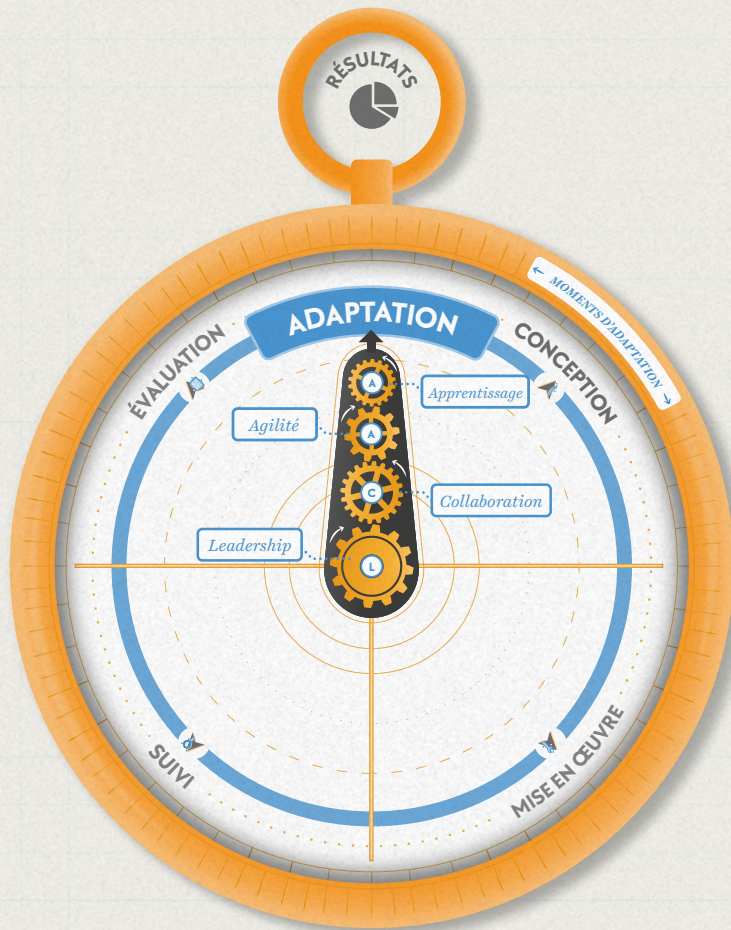 RÉSULTATS
← MOMENTS D'ADAPTATION →
ADAPTATION
ÉVALUATION
CONCEPTION
A
Apprentissage
Agilité
A
C
Collaboration
Leadership
L
SUIVI
MISE EN ŒUVRE